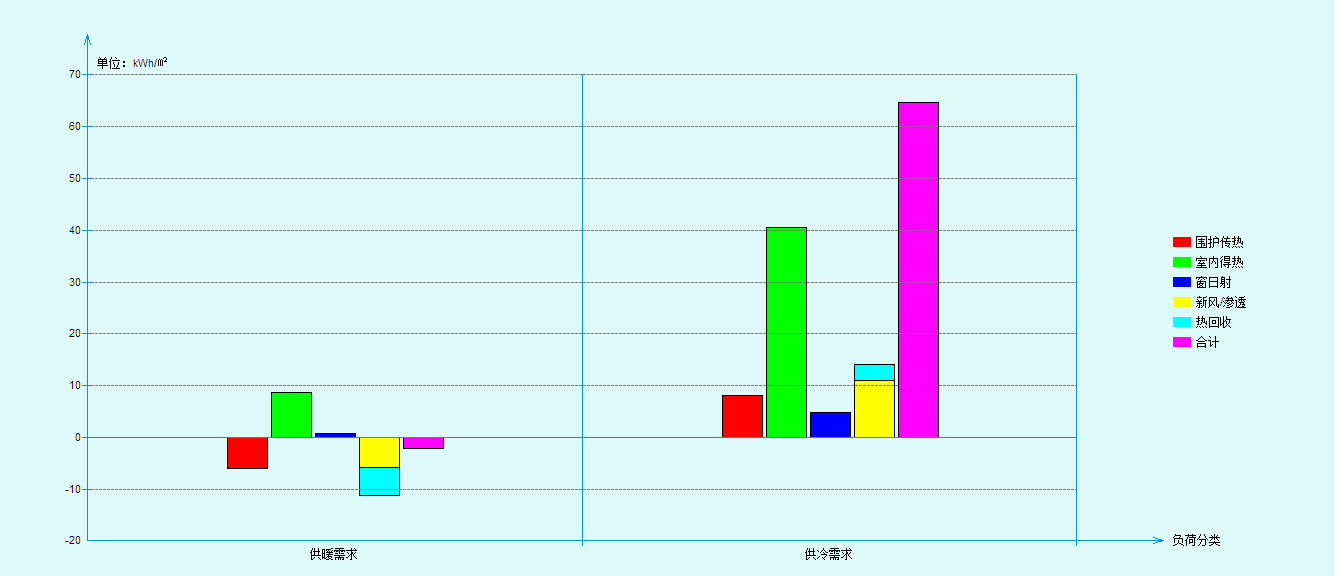 单位：kWh/㎡
70
60
50
40
30
20
10
0
-10
-20
供暖需求
供冷需求
负荷分类
围护传热
室内得热
窗日射
新风/渗透
热回收
合计